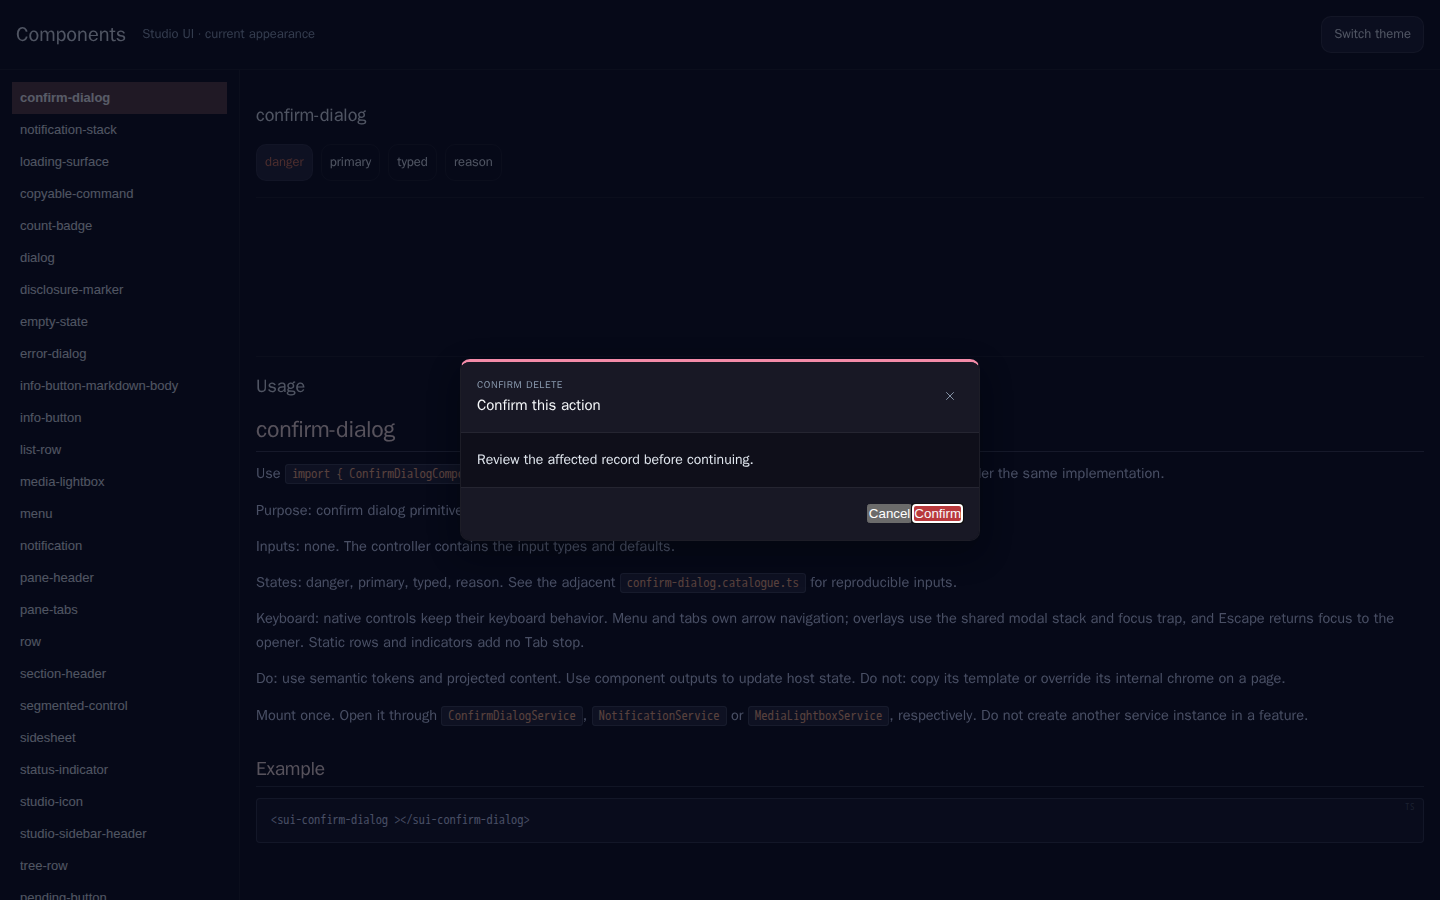 Components
Studio UI · current appearance
Switch theme
confirm-dialog
notification-stack
loading-surface
copyable-command
count-badge
dialog
disclosure-marker
empty-state
error-dialog
info-button-markdown-body
info-button
list-row
media-lightbox
menu
notification
pane-header
pane-tabs
row
section-header
segmented-control
sidesheet
status-indicator
studio-icon
studio-sidebar-header
tree-row
pending-button
confirm-dialog
danger
primary
typed
reason
Usage
confirm-dialog
Use import { ConfirmDialogCompo
er the same implementation.
Purpose: confirm dialog primitive
Inputs: none. The controller contains the input types and defaults.
States: danger, primary, typed, reason. See the adjacent confirm-dialog.catalogue.ts for reproducible inputs.
Keyboard: native controls keep their keyboard behavior. Menu and tabs own arrow navigation; overlays use the shared modal stack and focus trap, and Escape returns focus to the
opener. Static rows and indicators add no Tab stop.
Do: use semantic tokens and projected content. Use component outputs to update host state. Do not: copy its template or override its internal chrome on a page.
Mount once. Open it through ConfirmDialogService, NotificationService or MediaLightboxService, respectively. Do not create another service instance in a feature.
Example
TS
<sui-confirm-dialog ></sui-confirm-dialog>
CONFIRM DELETE
Confirm this action
Review the affected record before continuing.
Cancel
Confirm